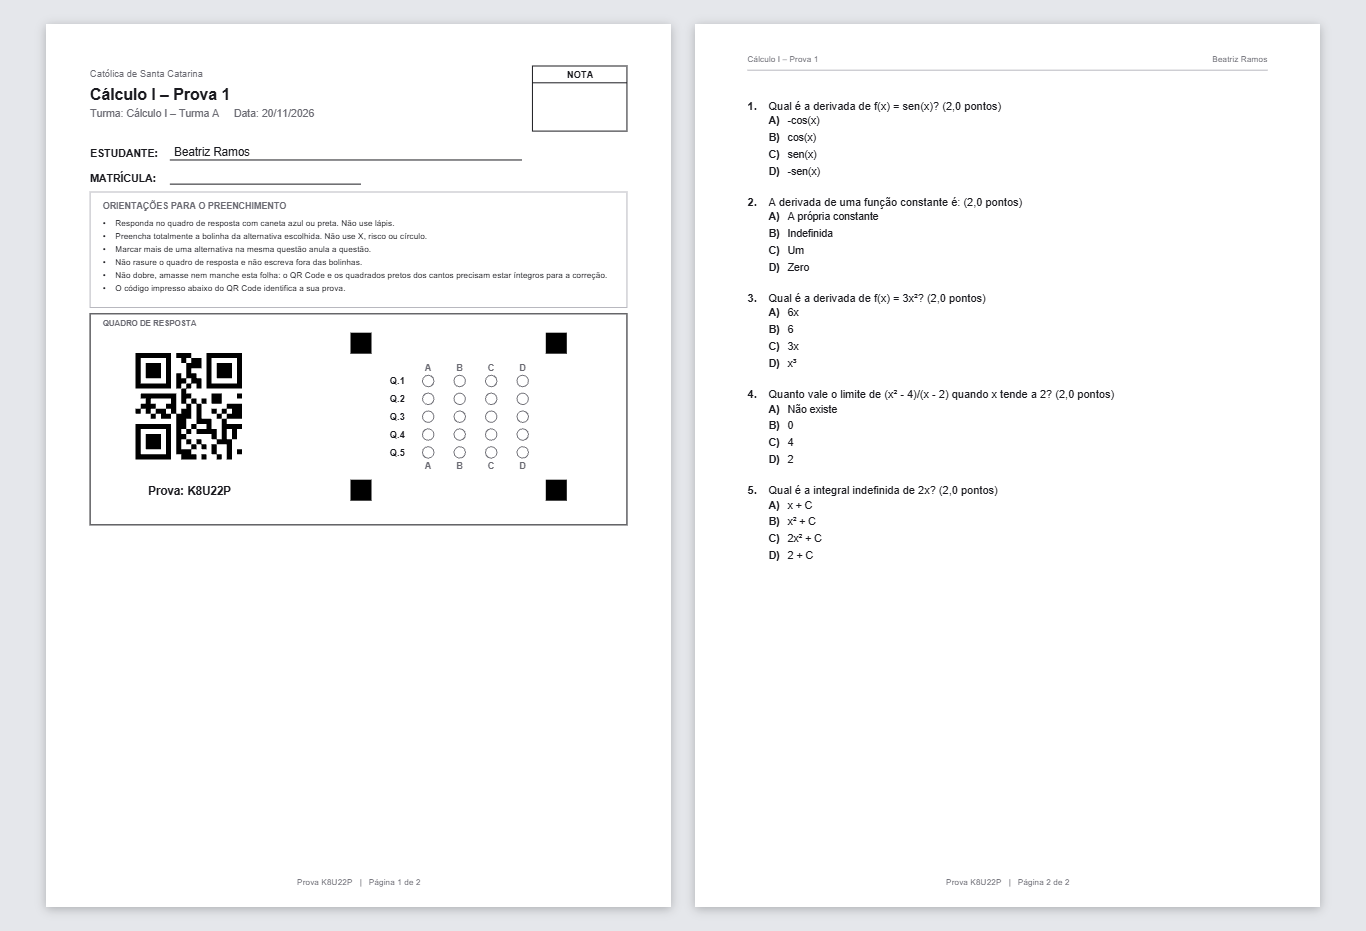 Católica de Santa Catarina
NOTA
Cálculo I – Prova 1
Turma: Cálculo I – Turma A Data: 20/11/2026
ESTUDANTE: Beatriz Ramos
MATRÍCULA:
ORIENTAÇÕES PARA O PREENCHIMENTO
• Responda no quadro de resposta com caneta azul ou preta. Não use lápis.
• Preencha totalmente a bolinha da alternativa escolhida. Não use X, risco ou círculo.
• Marcar mais de uma alternativa na mesma questão anula a questão.
• Não rasure o quadro de resposta e não escreva fora das bolinhas.
• Não dobre, amasse nem manche esta folha: o QR Code e os quadrados pretos dos cantos precisam estar íntegros para a correção.
• O código impresso abaixo do QR Code identifica a sua prova.
QUADRO DE RESPOSTA
A B C D
Q.1
Q.2
Q.3
Q.4
Q.5
A B C D
Prova: K8U22P
Prova K8U22P | Página 1 de 2
Cálculo I – Prova 1 Beatriz Ramos
1. Qual é a derivada de f(x) = sen(x)? (2,0 pontos)
A) -cos(x)
B) cos(x)
C) sen(x)
D) -sen(x)
2. A derivada de uma função constante é: (2,0 pontos)
A) A própria constante
B) Indefinida
C) Um
D) Zero
3. Qual é a derivada de f(x) = 3x²? (2,0 pontos)
A) 6x
B) 6
C) 3x
D) x³
4. Quanto vale o limite de (x² - 4)/(x - 2) quando x tende a 2? (2,0 pontos)
A) Não existe
B) 0
C) 4
D) 2
5. Qual é a integral indefinida de 2x? (2,0 pontos)
A) x + C
B) x² + C
C) 2x² + C
D) 2 + C
Prova K8U22P | Página 2 de 2